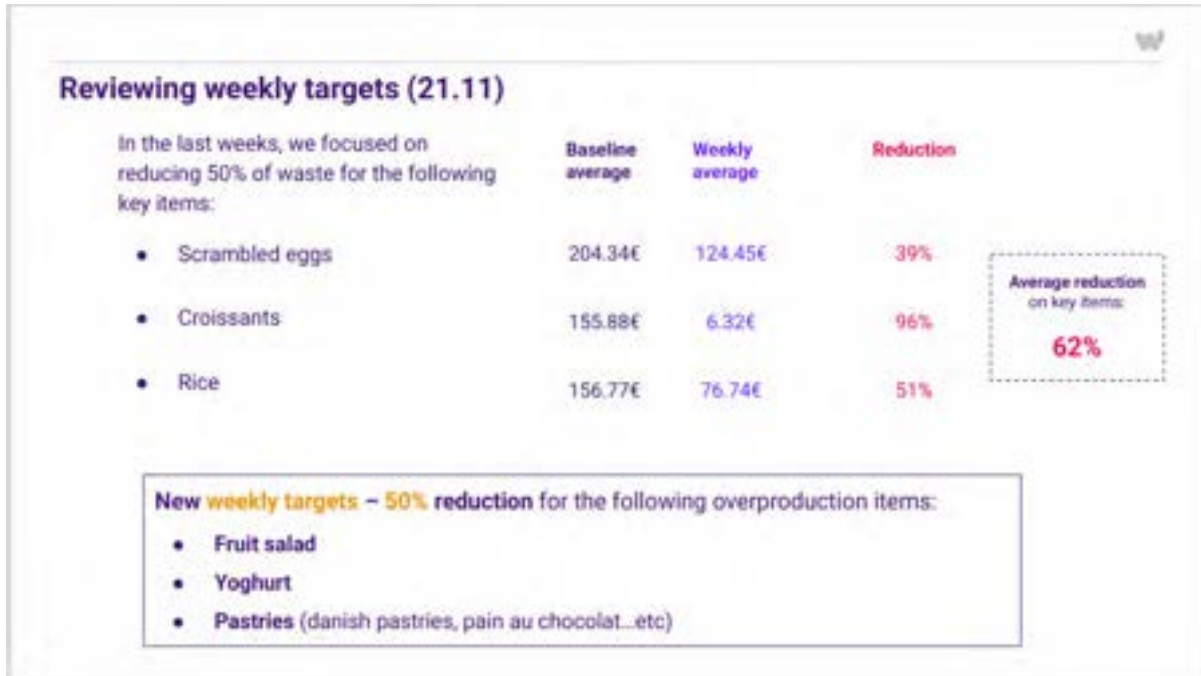 Reviewing weekly targets (21.11)
In the last weeks, we focused on
reducing 50% of waste for the following
key items:
Baseline average
Weekly average
Reduction
• Scrambled eggs 204.34€ 124.45€ 39%
• Croissants 155.88€ 6.32€ 96%
• Rice 156.77€ 76.74€ 51%
Average reduction
on key items:
62%
New weekly targets – 50% reduction for the following overproduction items:
• Fruit salad
• Yoghurt
• Pastries (danish pastries, pain au chocolat...etc)